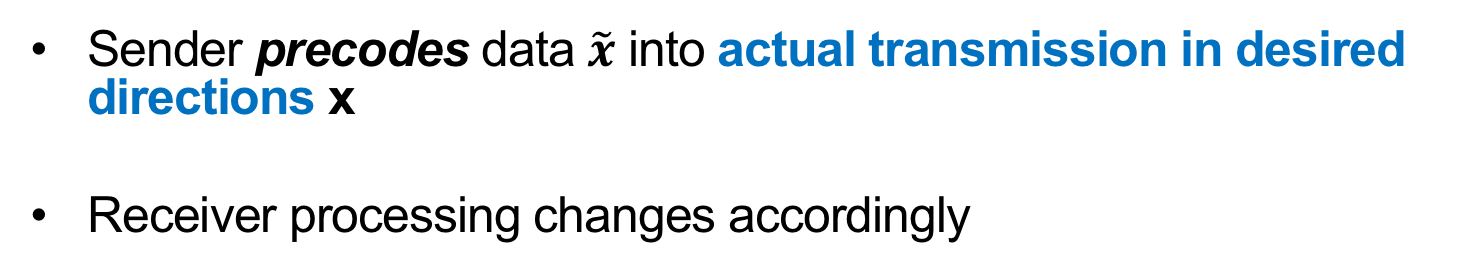 • Sender precodes data x̃ into actual transmission in desired
directions x
• Receiver processing changes accordingly